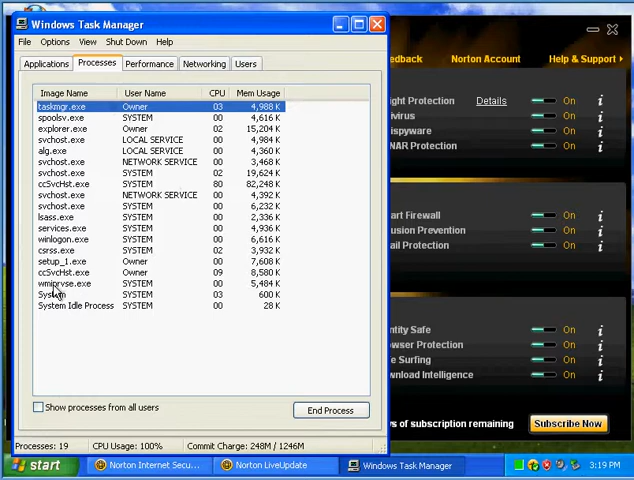 Windows Task Manager
File Options View Shut Down Help
Applications Processes Performance Networking Users
Image Name User Name CPU Mem Usage
taskmgr.exe Owner 03 4,988 K
spoolsv.exe SYSTEM 00 4,616 K
explorer.exe Owner 02 15,204 K
svchost.exe LOCAL SERVICE 00 4,984 K
alg.exe LOCAL SERVICE 00 4,360 K
svchost.exe NETWORK SERVICE 00 3,468 K
svchost.exe SYSTEM 02 19,624 K
ccSvcHst.exe SYSTEM 80 82,248 K
svchost.exe NETWORK SERVICE 00 4,392 K
svchost.exe SYSTEM 00 6,232 K
lsass.exe SYSTEM 00 2,336 K
services.exe SYSTEM 00 4,936 K
winlogon.exe SYSTEM 00 6,616 K
csrss.exe SYSTEM 02 3,932 K
setup_1.exe Owner 00 7,608 K
ccSvcHst.exe Owner 09 8,580 K
wmiprvse.exe SYSTEM 00 5,484 K
System SYSTEM 03 600 K
System Idle Process SYSTEM 00 28 K
Show processes from all users
End Process
Processes: 19 CPU Usage: 100% Commit Charge: 248M / 1246M
edback Norton Account Help & Support
ight Protection Details On
ivirus On
ispyware On
NAR Protection On
art Firewall On
rusion Prevention On
ail Protection On
entity Safe On
owser Protection On
e Surfing On
wnload Intelligence On
ys of subscription remaining Subscribe Now
start Norton Internet Secu... Norton LiveUpdate Windows Task Manager 3:19 PM